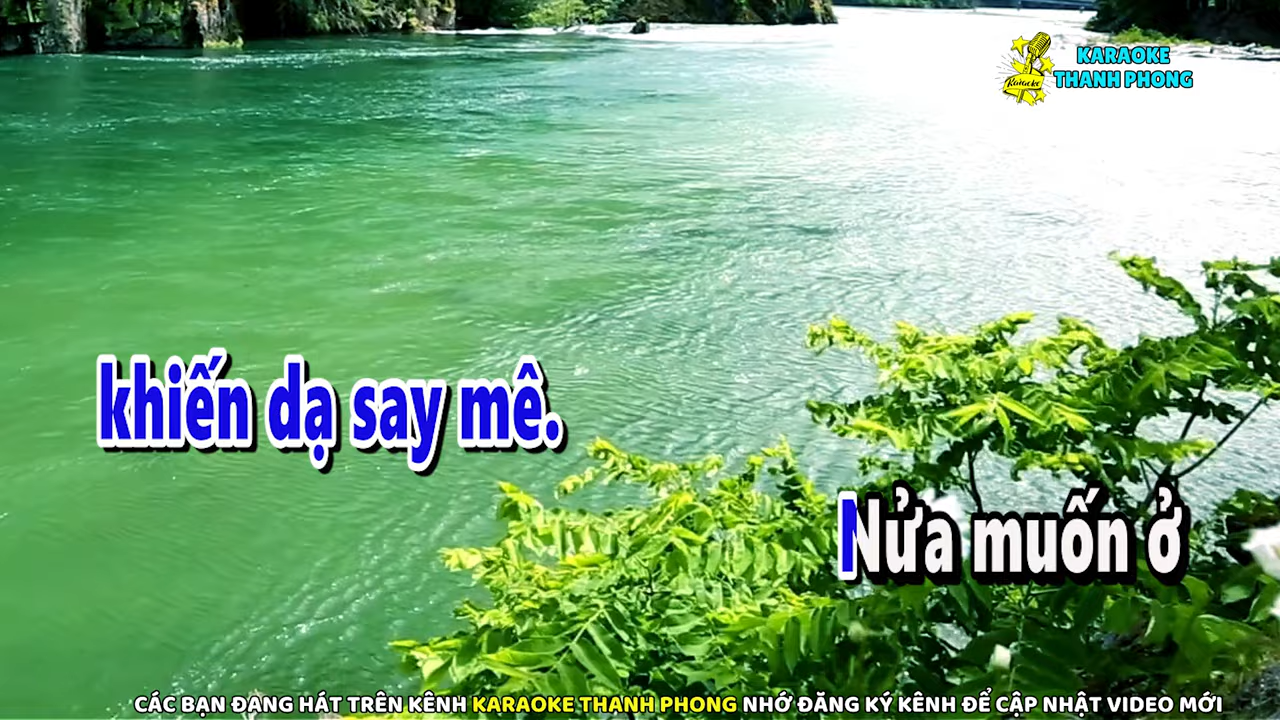 Karaoke
KARAOKE
THANH PHONG
khiến dạ say mê.
Nửa muốn ở
CÁC BẠN ĐANG HÁT TRÊN KÊNH KARAOKE THANH PHONG NHỚ ĐĂNG KÝ KÊNH ĐỂ CẬP NHẬT VIDEO MỚI